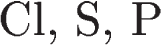 Cl, S, P